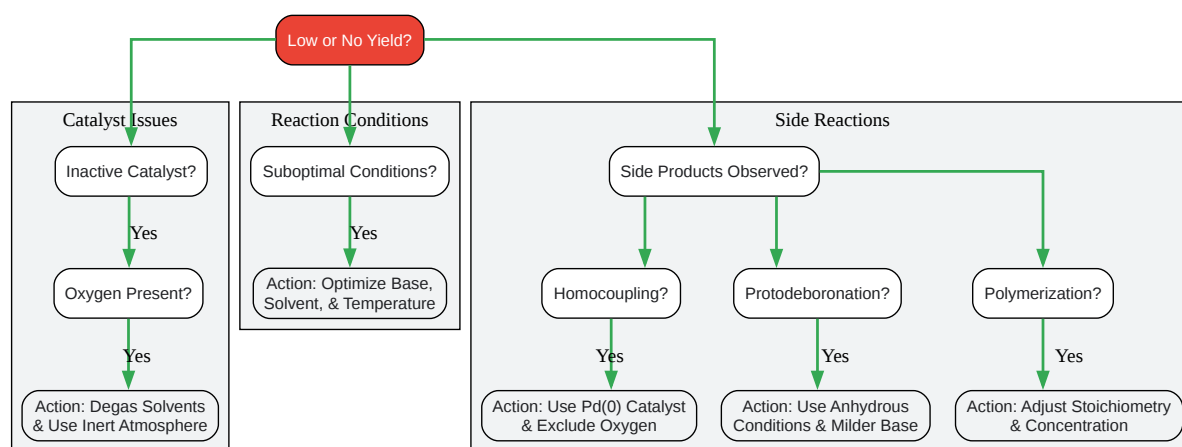 Low or No Yield?
Catalyst Issues
Inactive Catalyst?
Yes
Oxygen Present?
Yes
Action: Degas Solvents
& Use Inert Atmosphere
Reaction Conditions
Suboptimal Conditions?
Yes
Action: Optimize Base,
Solvent, & Temperature
Side Reactions
Side Products Observed?
Homocoupling?
Yes
Action: Use Pd(0) Catalyst
& Exclude Oxygen
Protodeboronation?
Yes
Action: Use Anhydrous
Conditions & Milder Base
Polymerization?
Yes
Action: Adjust Stoichiometry
& Concentration